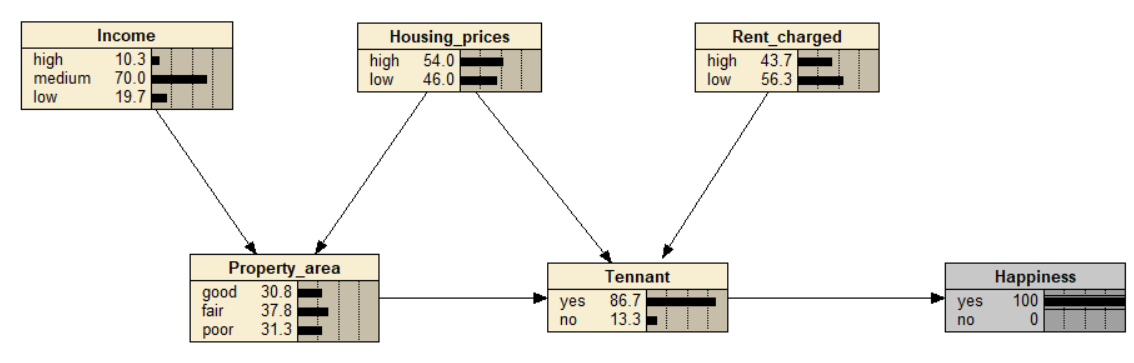 Income
high 10.3
medium 70.0
low 19.7
Housing_prices
high 54.0
low 46.0
Rent_charged
high 43.7
low 56.3
Property_area
good 30.8
fair 37.8
poor 31.3
Tennant
yes 86.7
no 13.3
Happiness
yes 100
no 0